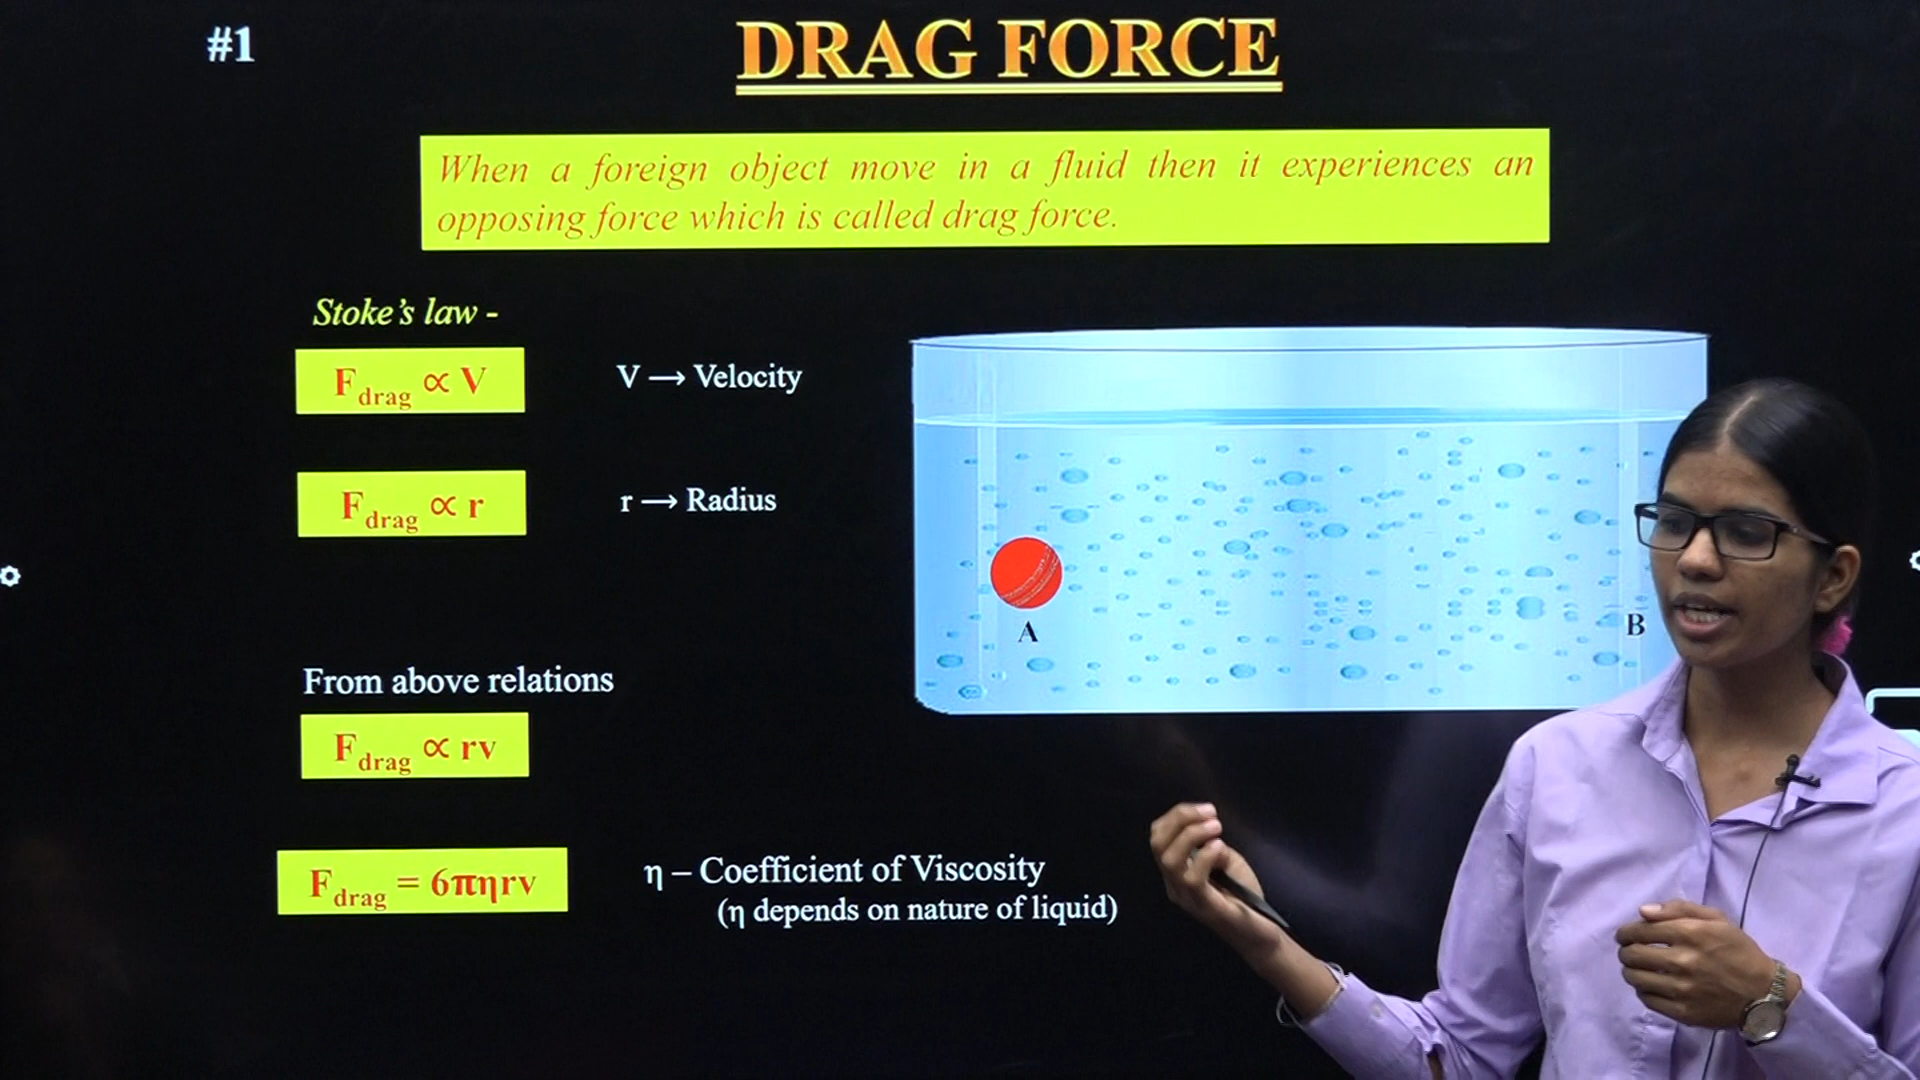 #1
DRAG FORCE
When a foreign object move in a fluid then it experiences an
opposing force which is called drag force.
Stoke’s law -
F_drag ∝ V
V → Velocity
F_drag ∝ r
r → Radius
A
B
From above relations
F_drag ∝ rv
F_drag = 6πηrv
η – Coefficient of Viscosity
(η depends on nature of liquid)